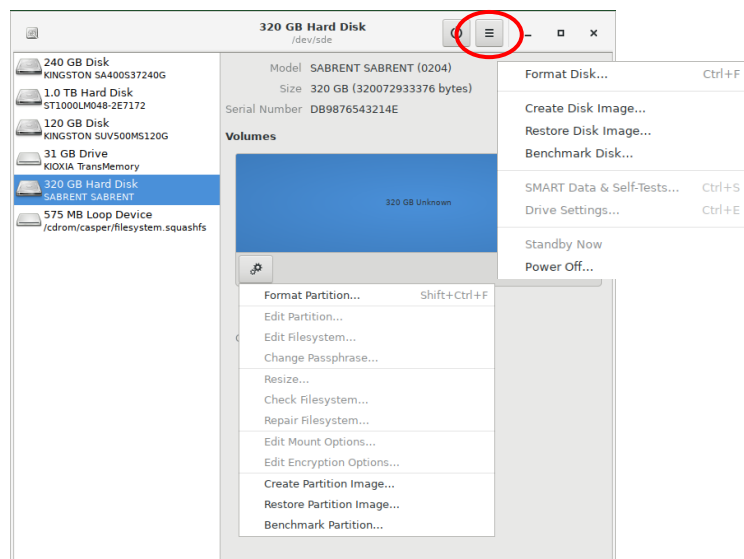 320 GB Hard Disk
/dev/sde
240 GB Disk
KINGSTON SA400S37240G
1.0 TB Hard Disk
ST1000LM048-2E7172
120 GB Disk
KINGSTON SUV500MS120G
31 GB Drive
KIOXIA TransMemory
320 GB Hard Disk
SABRENT SABRENT
575 MB Loop Device
/cdrom/casper/filesystem.squashfs
Model SABRENT SABRENT (0204)
Size 320 GB (320072933376 bytes)
Serial Number DB9876543214E
Volumes
320 GB Unknown
Format Disk... Ctrl+F
Create Disk Image...
Restore Disk Image...
Benchmark Disk...
SMART Data & Self-Tests... Ctrl+S
Drive Settings... Ctrl+E
Standby Now
Power Off...
Format Partition... Shift+Ctrl+F
Edit Partition...
Edit Filesystem...
Change Passphrase...
Resize...
Check Filesystem...
Repair Filesystem...
Edit Mount Options...
Edit Encryption Options...
Create Partition Image...
Restore Partition Image...
Benchmark Partition...